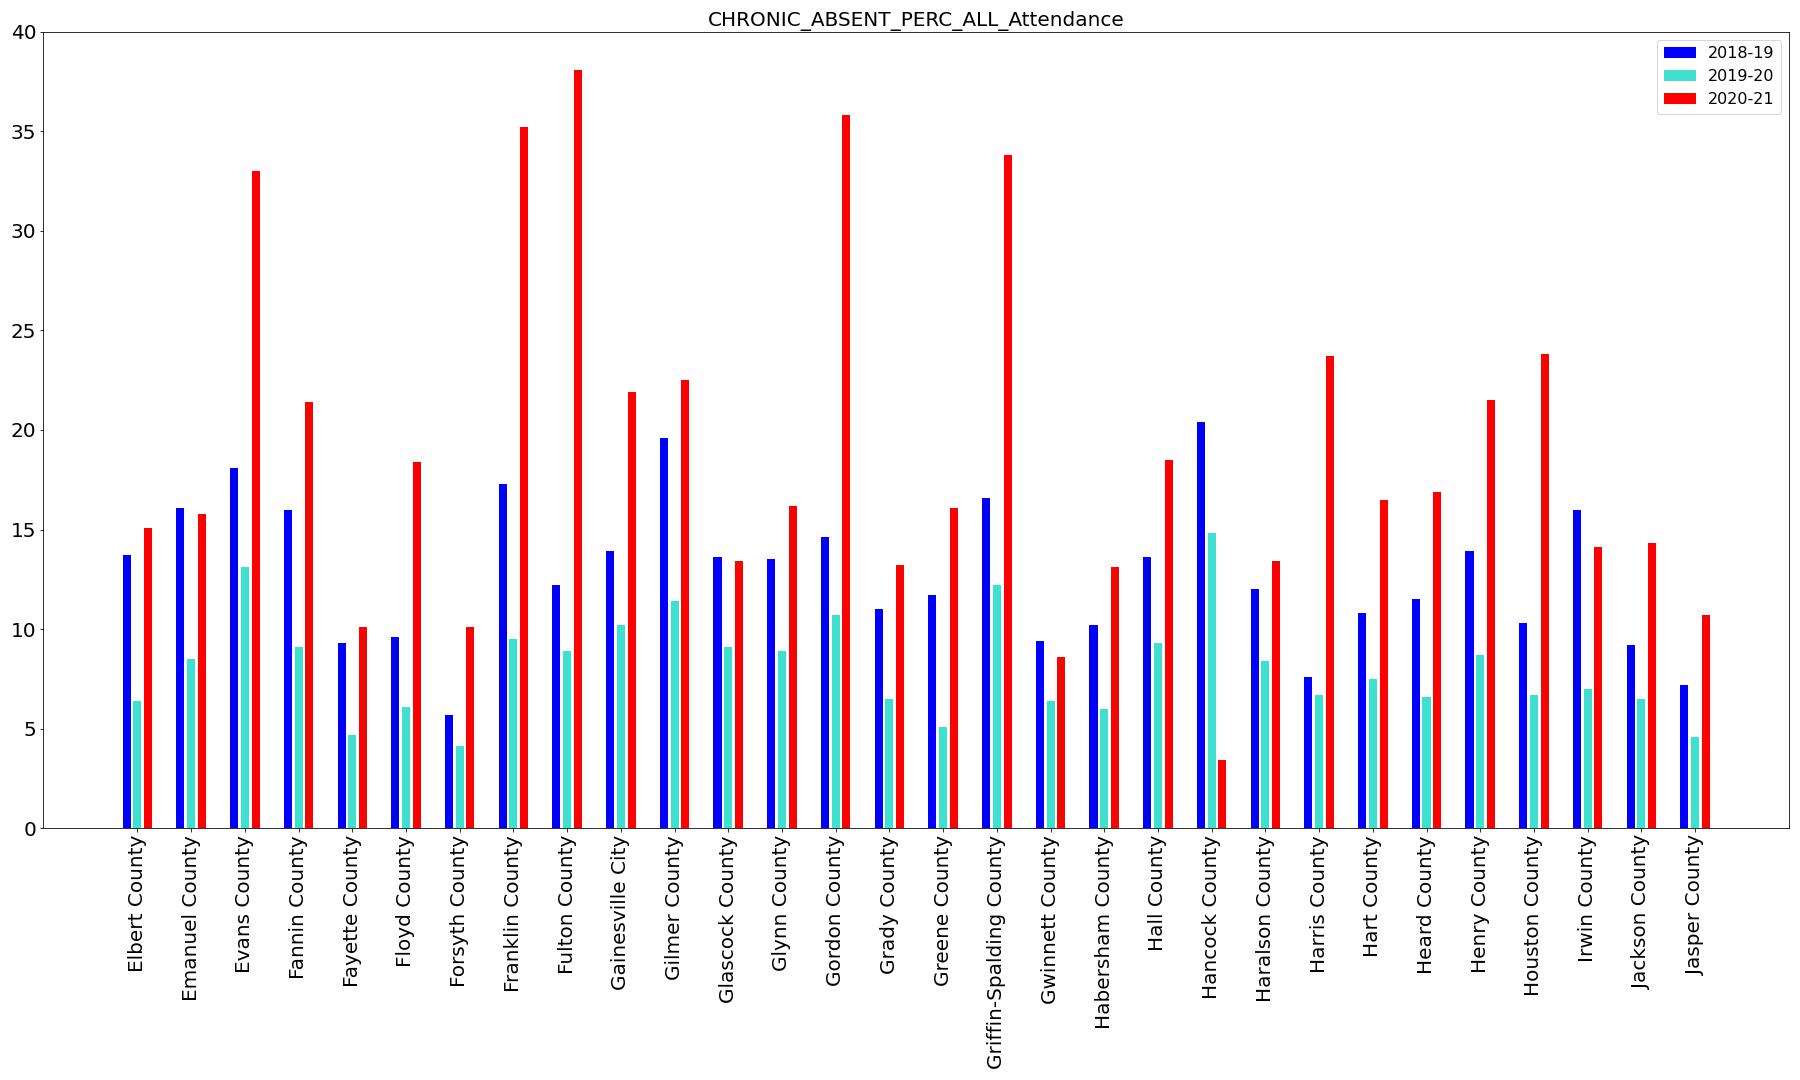 CHRONIC_ABSENT_PERC_ALL_Attendance
2018-19
2019-20
2020-21
40
35
30
25
20
15
10
5
0
Elbert County
Emanuel County
Evans County
Fannin County
Fayette County
Floyd County
Forsyth County
Franklin County
Fulton County
Gainesville City
Gilmer County
Glascock County
Glynn County
Gordon County
Grady County
Greene County
Griffin-Spalding County
Gwinnett County
Habersham County
Hall County
Hancock County
Haralson County
Harris County
Hart County
Heard County
Henry County
Houston County
Irwin County
Jackson County
Jasper County